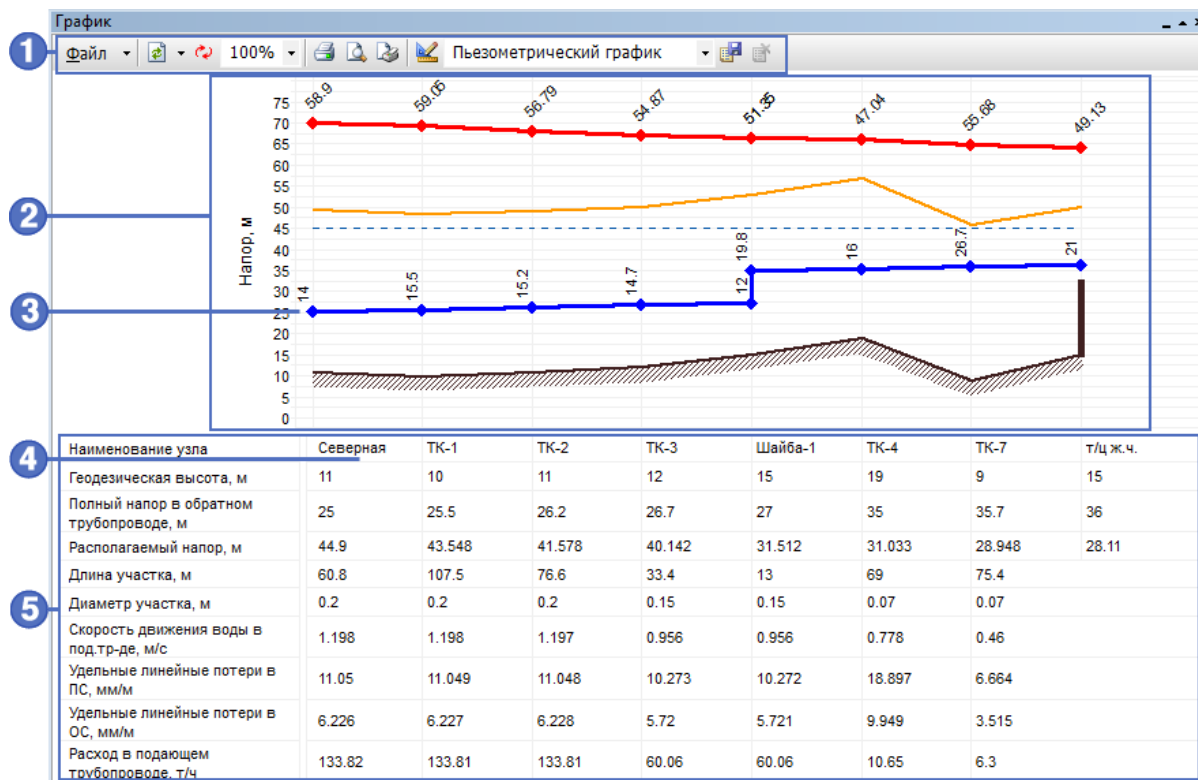 График
1
Файл 100% Пьезометрический график
58.9 59.05 56.79 54.87 51.35 47.04 55.68 49.13
75
70
65
60
55
50
45
40
35
30
25
20
15
10
5
0
Напор, м
14 15.5 15.2 14.7 12 19.8 16 26.7 21
2
3
4
5
Наименование узла Северная ТК-1 ТК-2 ТК-3 Шайба-1 ТК-4 ТК-7 т/ц ж.ч.
Геодезическая высота, м 11 10 11 12 15 19 9 15
Полный напор в обратном
трубопроводе, м 25 25.5 26.2 26.7 27 35 35.7 36
Располагаемый напор, м 44.9 43.548 41.578 40.142 31.512 31.033 28.948 28.11
Длина участка, м 60.8 107.5 76.6 33.4 13 69 75.4
Диаметр участка, м 0.2 0.2 0.2 0.15 0.15 0.07 0.07
Скорость движения воды в
под.тр-де, м/с 1.198 1.198 1.197 0.956 0.956 0.778 0.46
Удельные линейные потери в
ПС, мм/м 11.05 11.049 11.048 10.273 10.272 18.897 6.664
Удельные линейные потери в
ОС, мм/м 6.226 6.227 6.228 5.72 5.721 9.949 3.515
Расход в подающем
трубопроводе, т/ч 133.82 133.81 133.81 60.06 60.06 10.65 6.3